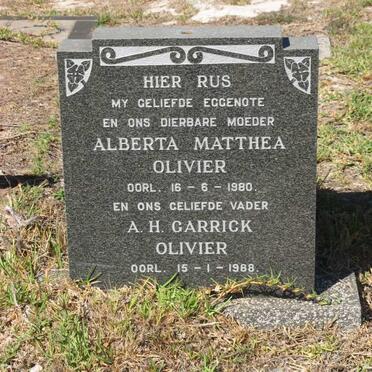 HIER RUS
MY GELIEFDE EGGENOTE
EN ONS DIERBARE MOEDER
ALBERTA MATTHEA
OLIVIER
OORL. 16 - 6 - 1980.
EN ONS GELIEFDE VADER
A. H. GARRICK
OLIVIER
OORL. 15 - 1 - 1988.